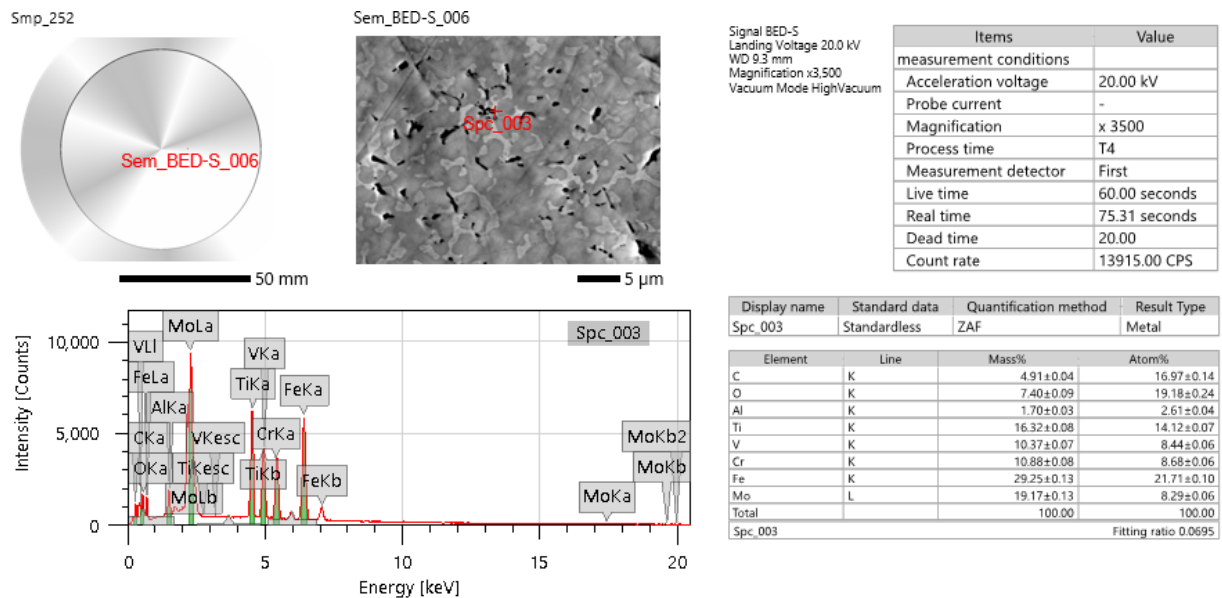 Smp_252
Sem_BED-S_006
Sem_BED-S_006
50 mm
Spc_003
5 µm
Signal BED-S
Landing Voltage 20.0 kV
WD 9.3 mm
Magnification x3,500
Vacuum Mode HighVacuum
Items Value
measurement conditions
Acceleration voltage 20.00 kV
Probe current -
Magnification x 3500
Process time T4
Measurement detector First
Live time 60.00 seconds
Real time 75.31 seconds
Dead time 20.00
Count rate 13915.00 CPS
Intensity [Counts]
10,000
5,000
0
Spc_003
MoLa
VLl
VKa
FeLa
TiKa
FeKa
AlKa
CKa
VKesc
CrKa
MoKb2
OKa
TiKesc
TiKb
FeKb
MoKb
MoLb
MoKa
0 5 10 15 20
Energy [keV]
Display name Standard data Quantification method Result Type
Spc_003 Standardless ZAF Metal
Element Line Mass% Atom%
C K 4.91±0.04 16.97±0.14
O K 7.40±0.09 19.18±0.24
Al K 1.70±0.03 2.61±0.04
Ti K 16.32±0.08 14.12±0.07
V K 10.37±0.07 8.44±0.06
Cr K 10.88±0.08 8.68±0.06
Fe K 29.25±0.13 21.71±0.10
Mo L 19.17±0.13 8.29±0.06
Total 100.00 100.00
Spc_003 Fitting ratio 0.0695